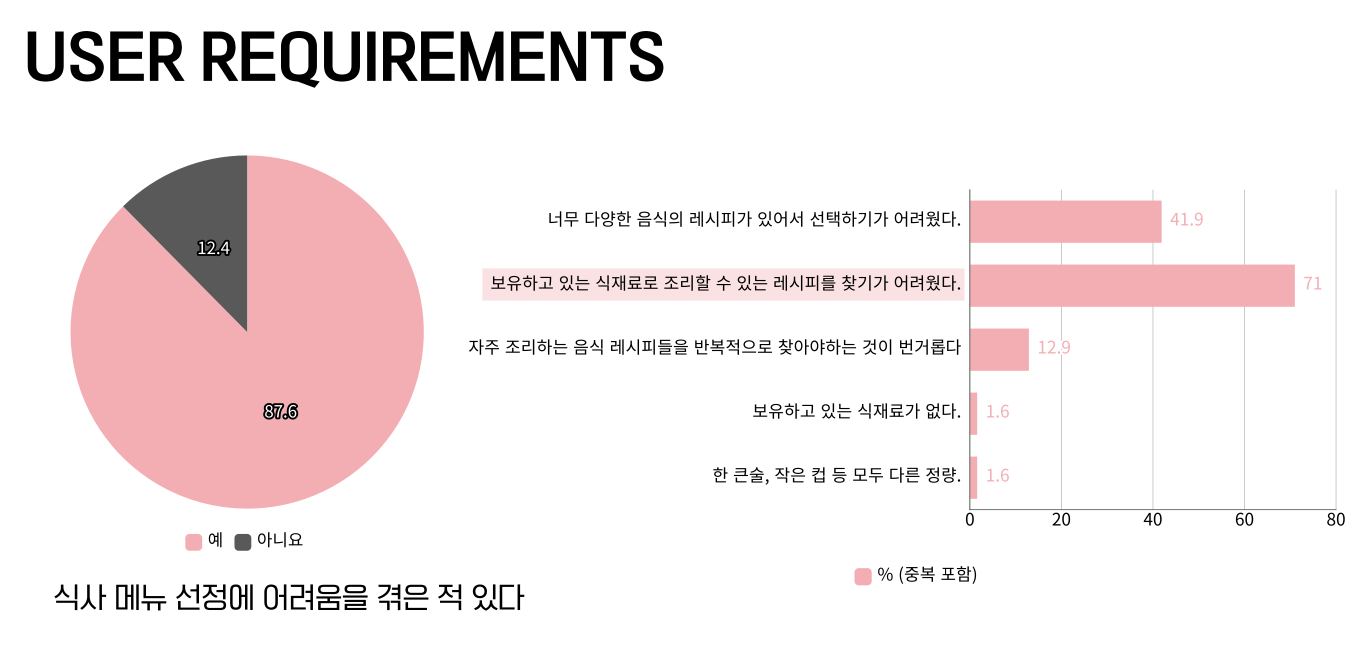 USER REQUIREMENTS
12.4
87.6
예 아니요
식사 메뉴 선정에 어려움을 겪은 적 있다
너무 다양한 음식의 레시피가 있어서 선택하기가 어려웠다. 41.9
보유하고 있는 식재료로 조리할 수 있는 레시피를 찾기가 어려웠다. 71
자주 조리하는 음식 레시피들을 반복적으로 찾아야하는 것이 번거롭다 12.9
보유하고 있는 식재료가 없다. 1.6
한 큰술, 작은 컵 등 모두 다른 정량. 1.6
0 20 40 60 80
% (중복 포함)